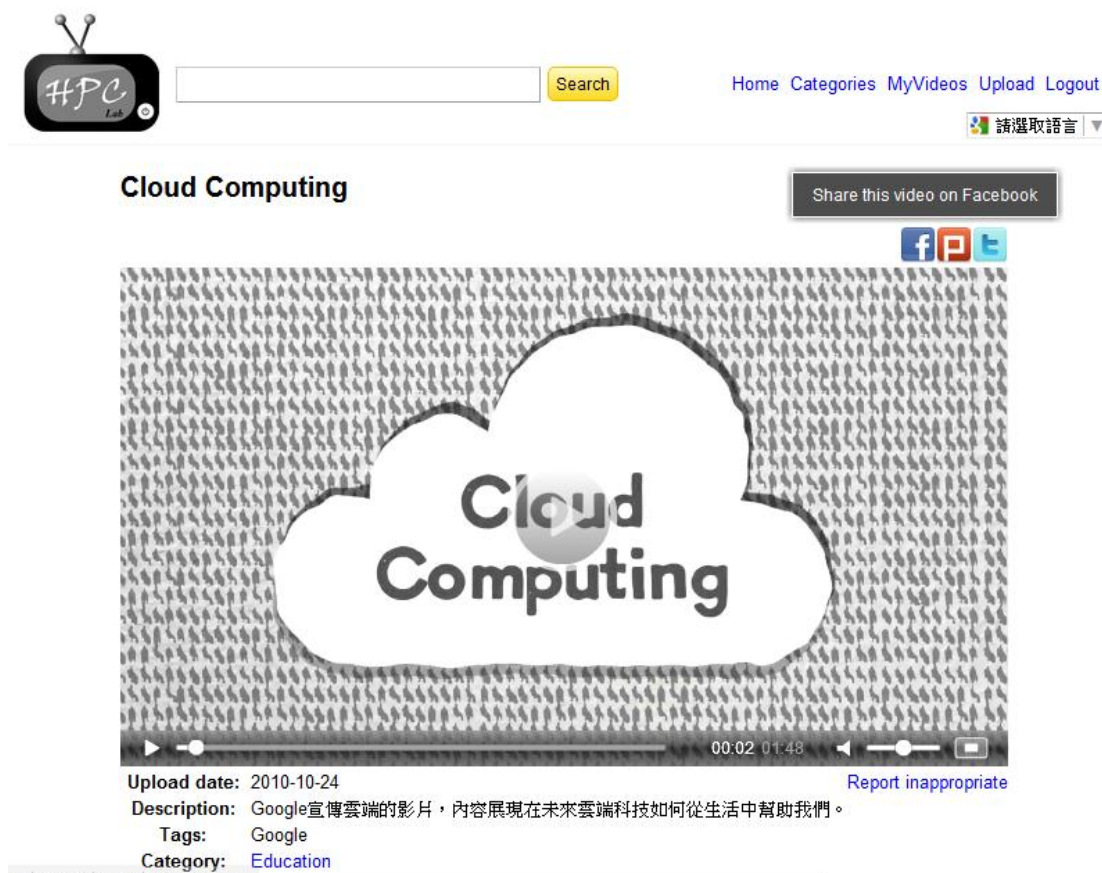 HPC
Lab
Search
Home Categories MyVideos Upload Logout
請選取語言
Cloud Computing
Share this video on Facebook
Cloud
Computing
00:02 01:48
Upload date: 2010-10-24
Report inappropriate
Description: Google宣傳雲端的影片，內容展現在未來雲端科技如何從生活中幫助我們。
Tags: Google
Category: Education